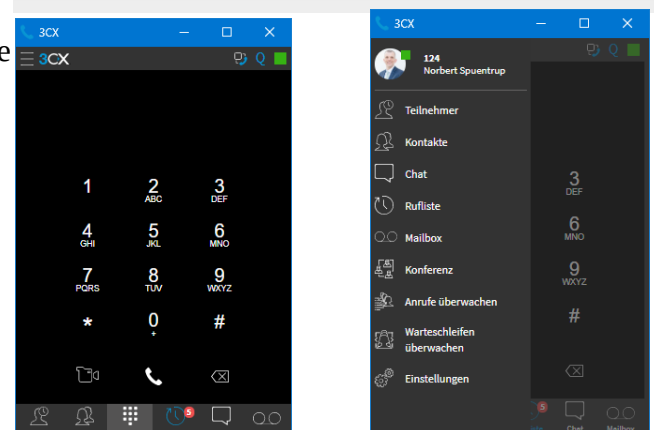 3CX
e
3CX
Q
1
2
ABC
3
DEF
4
GHI
5
JKL
6
MNO
7
PQRS
8
TUV
9
WXYZ
*
0
+
#
5
3CX
124
Norbert Spuentrup
Q
Teilnehmer
Kontakte
Chat
Rufliste
Mailbox
Konferenz
Anrufe überwachen
Warteschleifen
überwachen
Einstellungen
3
DEF
6
MNO
9
WXYZ
#
5
Chat
Mailbox